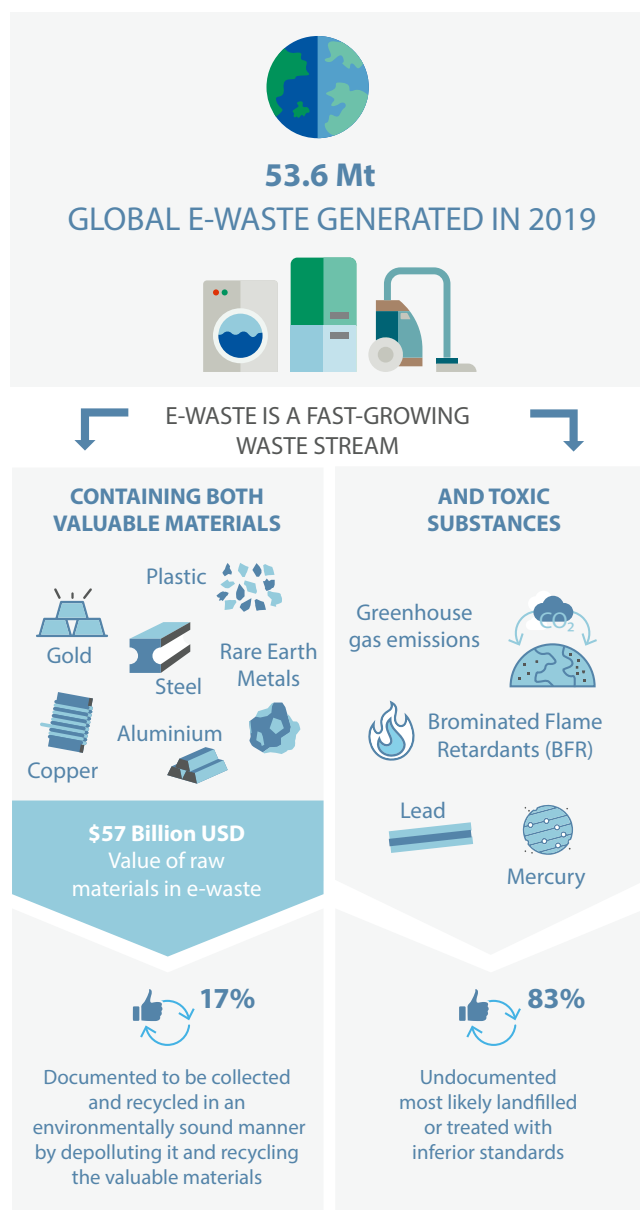 53.6 Mt
GLOBAL E-WASTE GENERATED IN 2019
E-WASTE IS A FAST-GROWING
WASTE STREAM
CONTAINING BOTH
VALUABLE MATERIALS
Plastic
Gold
Steel
Rare Earth
Metals
Aluminium
Copper
$57 Billion USD
Value of raw
materials in e-waste
17%
Documented to be collected
and recycled in an
environmentally sound manner
by depolluting it and recycling
the valuable materials
AND TOXIC
SUBSTANCES
Greenhouse
gas emissions
CO₂
Brominated Flame
Retardants (BFR)
Lead
Mercury
83%
Undocumented
most likely landfilled
or treated with
inferior standards